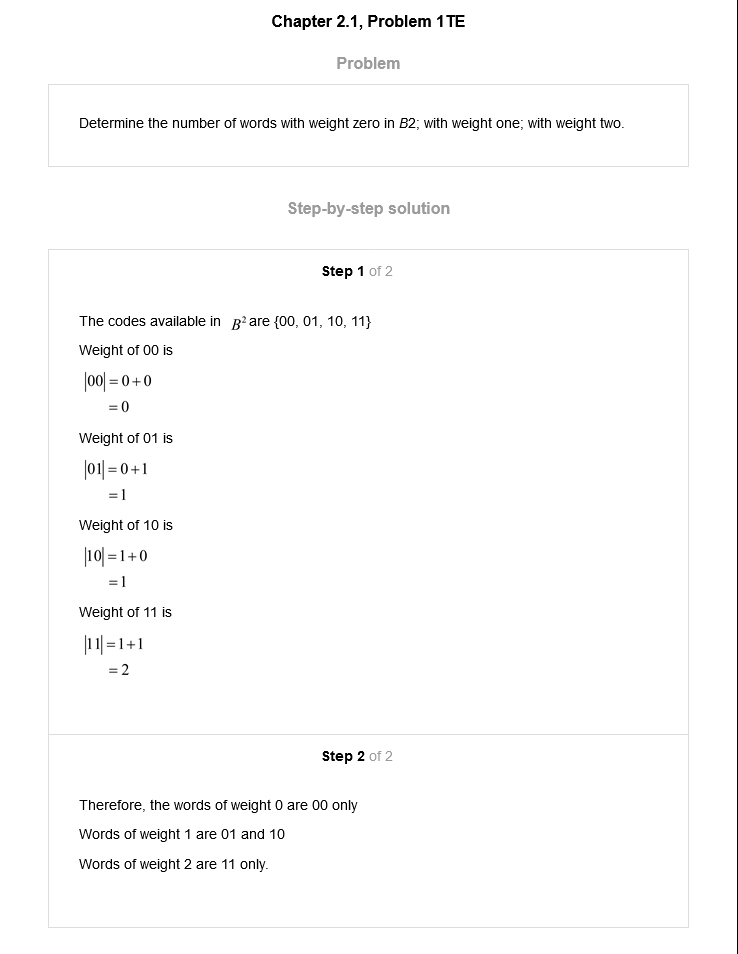 Chapter 2.1, Problem 1TE
Problem
Determine the number of words with weight zero in B2; with weight one; with weight two.
Step-by-step solution
Step 1 of 2
The codes available in B² are {00, 01, 10, 11}
Weight of 00 is
|00| = 0 + 0
= 0
Weight of 01 is
|01| = 0 + 1
= 1
Weight of 10 is
|10| = 1 + 0
= 1
Weight of 11 is
|11| = 1 + 1
= 2
Step 2 of 2
Therefore, the words of weight 0 are 00 only
Words of weight 1 are 01 and 10
Words of weight 2 are 11 only.